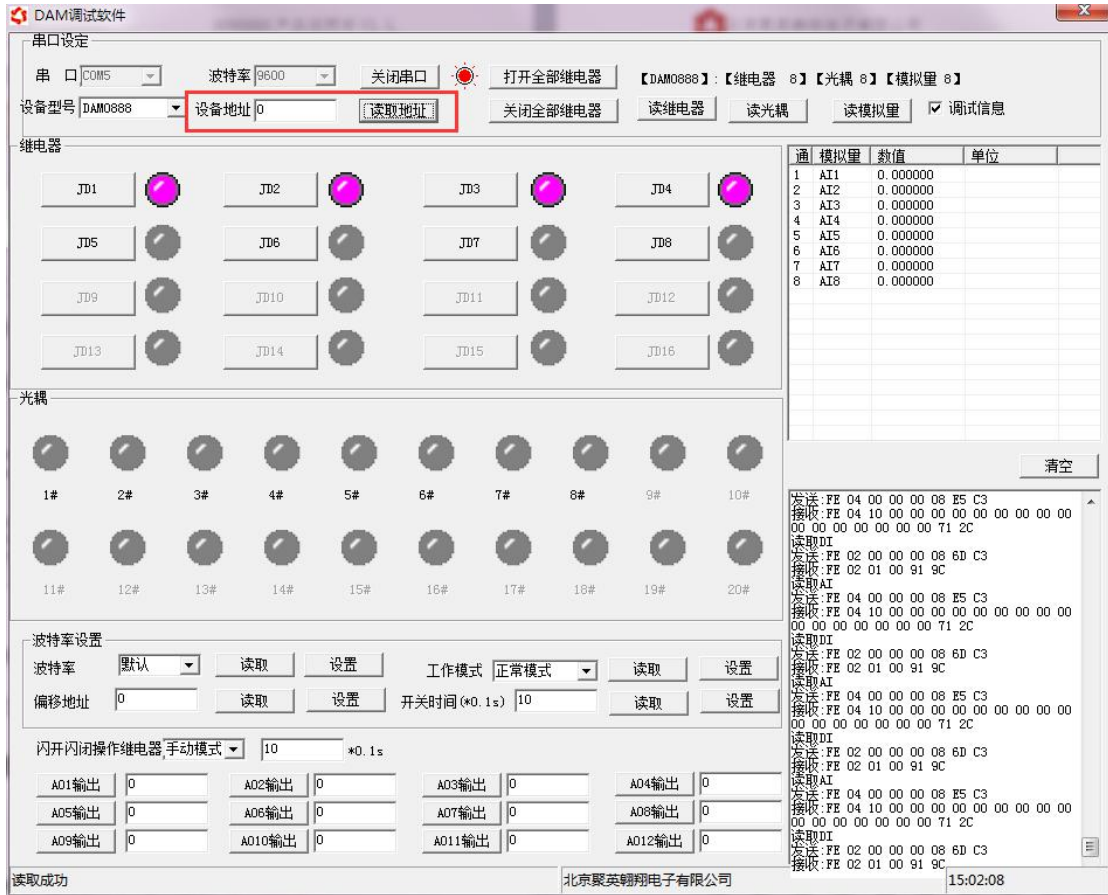 DAM调试软件
串口设定
串 口 COM5 波特率 9600 关闭串口 打开全部继电器 【DAM0888】:【继电器 8】【光耦 8】【模拟量 8】
设备型号 DAM0888 设备地址 0 读取地址 关闭全部继电器 读继电器 读光耦 读模拟量 调试信息
继电器
JD1 JD2 JD3 JD4
JD5 JD6 JD7 JD8
JD9 JD10 JD11 JD12
JD13 JD14 JD15 JD16
通 模拟量 数值 单位
1 AI1 0.000000
2 AI2 0.000000
3 AI3 0.000000
4 AI4 0.000000
5 AI5 0.000000
6 AI6 0.000000
7 AI7 0.000000
8 AI8 0.000000
清空
光耦
1# 2# 3# 4# 5# 6# 7# 8# 9# 10#
11# 12# 13# 14# 15# 16# 17# 18# 19# 20#
发送:FE 04 00 00 00 08 E5 C3
接收:FE 04 10 00 00 00 00 00 00 00 00 00
00 00 00 00 00 00 00 71 2C
读取DI
发送:FE 02 00 00 00 08 6D C3
接收:FE 02 01 00 91 9C
读取AI
发送:FE 04 00 00 00 08 E5 C3
接收:FE 04 10 00 00 00 00 00 00 00 00 00
00 00 00 00 00 00 00 71 2C
读取DI
发送:FE 02 00 00 00 08 6D C3
接收:FE 02 01 00 91 9C
读取AI
发送:FE 04 00 00 00 08 E5 C3
接收:FE 04 10 00 00 00 00 00 00 00 00 00
00 00 00 00 00 00 00 71 2C
读取DI
发送:FE 02 00 00 00 08 6D C3
接收:FE 02 01 00 91 9C
读取AI
发送:FE 04 00 00 00 08 E5 C3
接收:FE 04 10 00 00 00 00 00 00 00 00 00
00 00 00 00 00 00 00 71 2C
读取DI
发送:FE 02 00 00 00 08 6D C3
接收:FE 02 01 00 91 9C
波特率设置
波特率 默认 读取 设置 工作模式 正常模式 读取 设置
偏移地址 0 读取 设置 开关时间(*0.1s) 10 读取 设置
闪开闪闭操作继电器 手动模式 10 *0.1s
AO1输出 0 AO2输出 0 AO3输出 0 AO4输出 0
AO5输出 0 AO6输出 0 AO7输出 0 AO8输出 0
AO9输出 0 AO10输出 0 AO11输出 0 AO12输出 0
读取成功 北京聚英翱翔电子有限公司 15:02:08